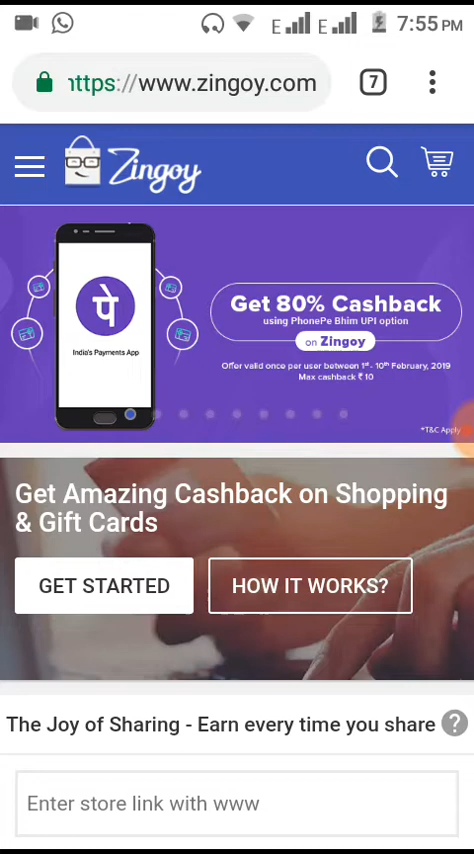 E E 7:55 PM
https://www.zingoy.com 7
Zingoy
पे
India's Payments App
Get 80% Cashback
using PhonePe Bhim UPI option
on Zingoy
Offer valid once per user between 1st - 10th February, 2019
Max cashback ₹ 10
*T&C Apply
Get Amazing Cashback on Shopping
& Gift Cards
GET STARTED HOW IT WORKS?
The Joy of Sharing - Earn every time you share ?
Enter store link with www